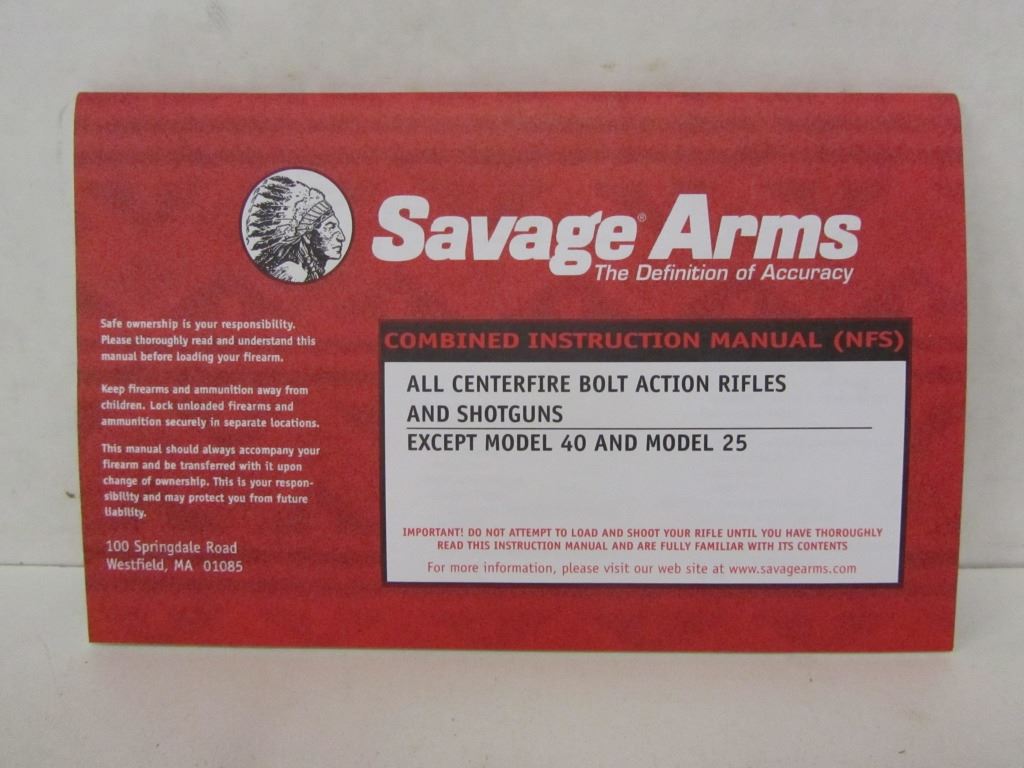 Savage® Arms
The Definition of Accuracy
Safe ownership is your responsibility.
Please thoroughly read and understand this
manual before loading your firearm.
Keep firearms and ammunition away from
children. Lock unloaded firearms and
ammunition securely in separate locations.
This manual should always accompany your
firearm and be transferred with it upon
change of ownership. This is your respon-
sibility and may protect you from future
liability.
100 Springdale Road
Westfield, MA 01085
COMBINED INSTRUCTION MANUAL (NFS)
ALL CENTERFIRE BOLT ACTION RIFLES
AND SHOTGUNS
EXCEPT MODEL 40 AND MODEL 25
IMPORTANT! DO NOT ATTEMPT TO LOAD AND SHOOT YOUR RIFLE UNTIL YOU HAVE THOROUGHLY
READ THIS INSTRUCTION MANUAL AND ARE FULLY FAMILIAR WITH ITS CONTENTS
For more information, please visit our web site at www.savagearms.com